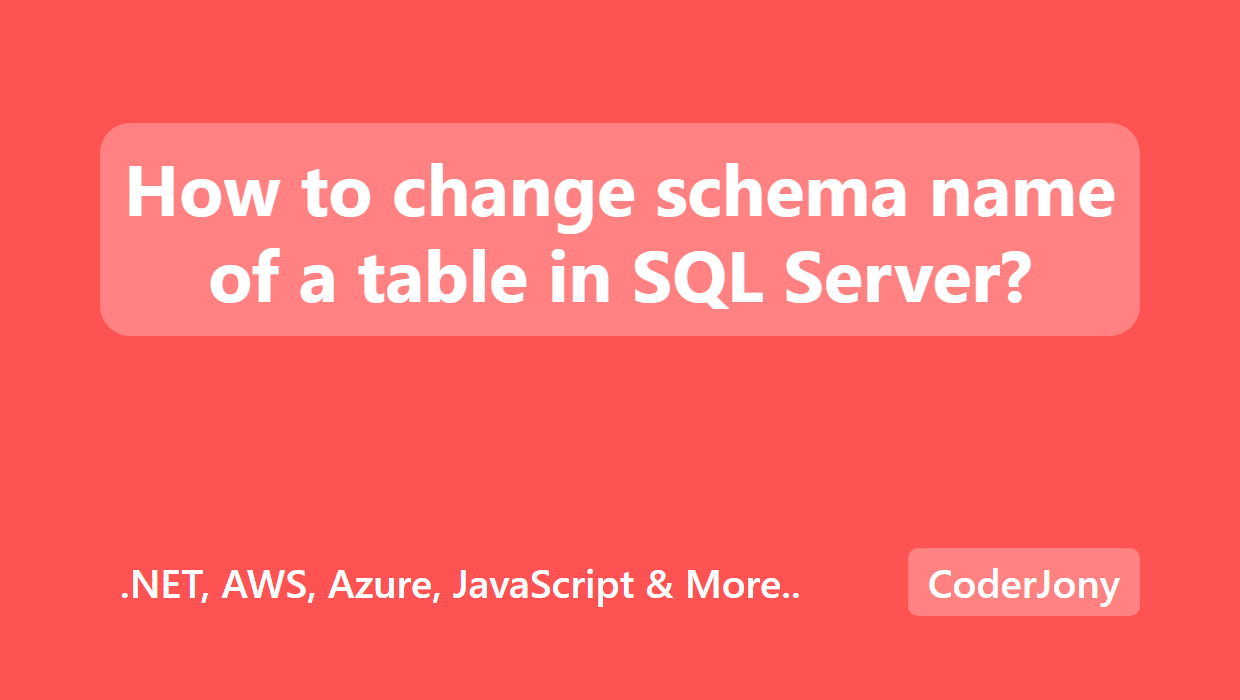 How to change schema name
of a table in SQL Server?
.NET, AWS, Azure, JavaScript & More..
CoderJony